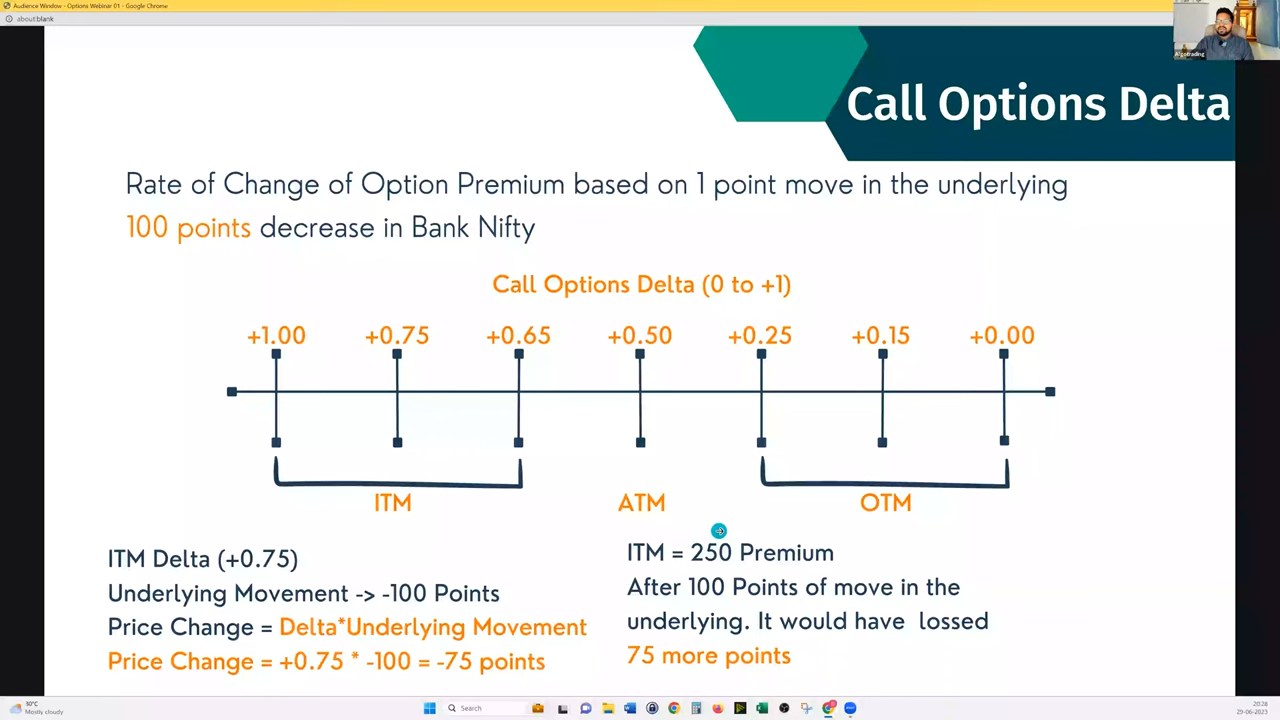 Audience Window - Options Webinar 01 - Google Chrome
about:blank
Algotrading
Call Options Delta
Rate of Change of Option Premium based on 1 point move in the underlying
100 points decrease in Bank Nifty
Call Options Delta (0 to +1)
+1.00 +0.75 +0.65 +0.50 +0.25 +0.15 +0.00
ITM ATM OTM
ITM Delta (+0.75)
Underlying Movement -> -100 Points
Price Change = Delta*Underlying Movement
Price Change = +0.75 * -100 = -75 points
ITM = 250 Premium
After 100 Points of move in the
underlying. It would have lossed
75 more points
30°C
Mostly cloudy
Search
20:28
29-06-2023